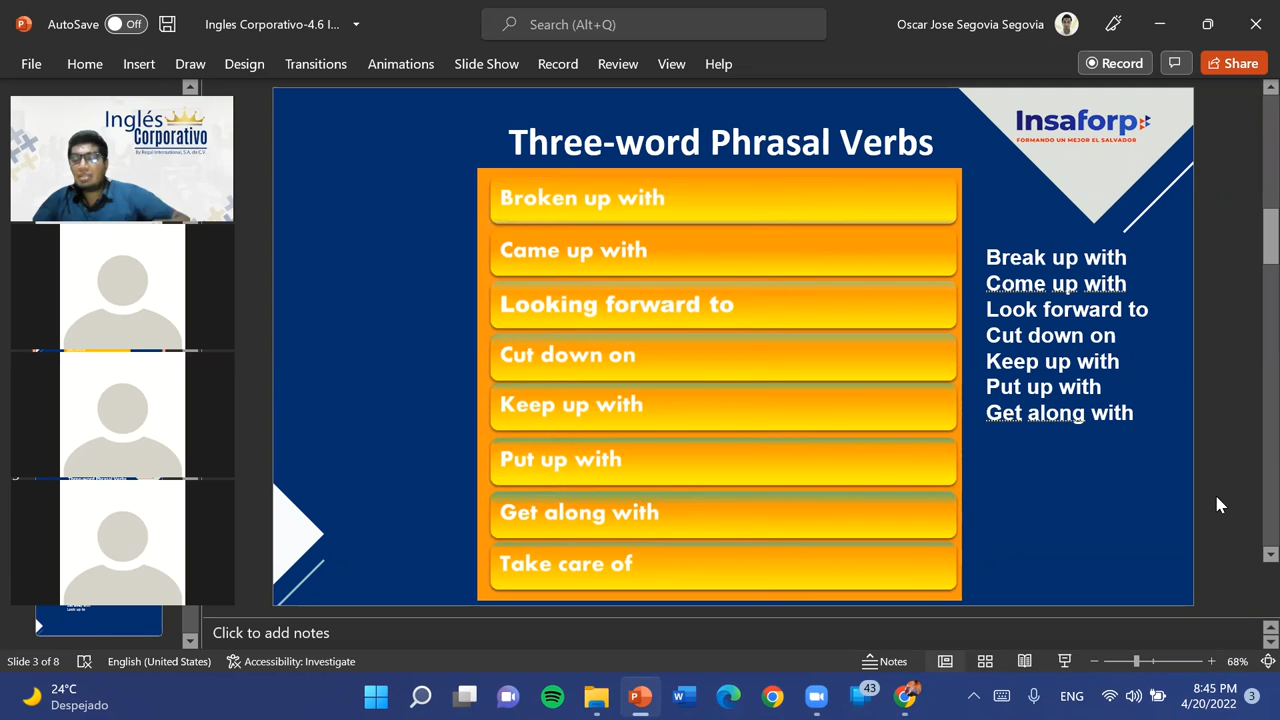 AutoSave Off Ingles Corporativo-4.6 I... Search (Alt+Q) Oscar Jose Segovia Segovia
File Home Insert Draw Design Transitions Animations Slide Show Record Review View Help Record Share
Inglés
Corporativo
By Regal International, S.A. de C.V.
Insaforp
FORMANDO UN MEJOR EL SALVADOR
Three-word Phrasal Verbs
Broken up with
Came up with
Looking forward to
Cut down on
Keep up with
Put up with
Get along with
Take care of
Break up with
Come up with
Look forward to
Cut down on
Keep up with
Put up with
Get along with
Click to add notes
Slide 3 of 8 English (United States) Accessibility: Investigate Notes 68%
24°C
Despejado
43
ENG
8:45 PM
4/20/2022
3